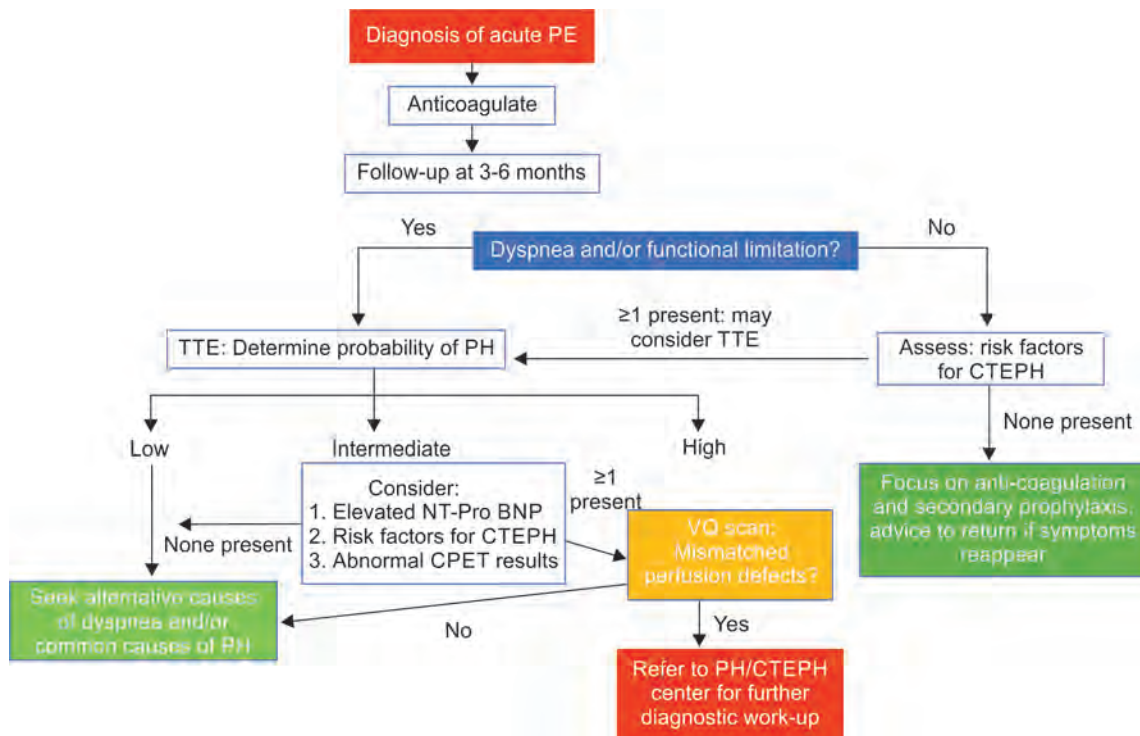 Diagnosis of acute PE
Anticoagulate
Follow-up at 3-6 months
Yes
No
Dyspnea and/or functional limitation?
≥1 present: may
consider TTE
TTE: Determine probability of PH
Assess: risk factors
for CTEPH
None present
Low
Intermediate
High
Consider:
1. Elevated NT-Pro BNP
2. Risk factors for CTEPH
3. Abnormal CPET results
≥1
present
None present
VQ scan:
Mismatched
perfusion defects?
Focus on anti-coagulation
and secondary prophylaxis,
advice to return if symptoms
reappear
Seek alternative causes
of dyspnea and/or
common causes of PH
No
Yes
Refer to PH/CTEPH
center for further
diagnostic work-up